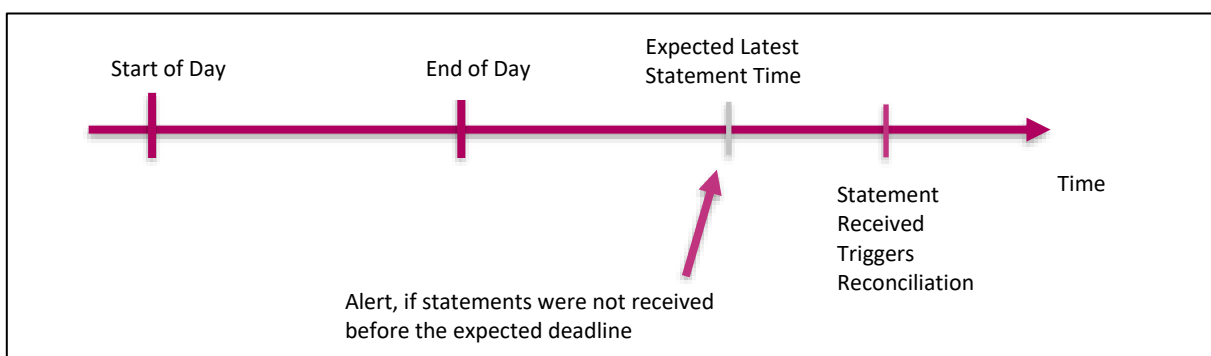 Start of Day
End of Day
Expected Latest
Statement Time
Time
Statement
Received
Triggers
Reconciliation
Alert, if statements were not received
before the expected deadline